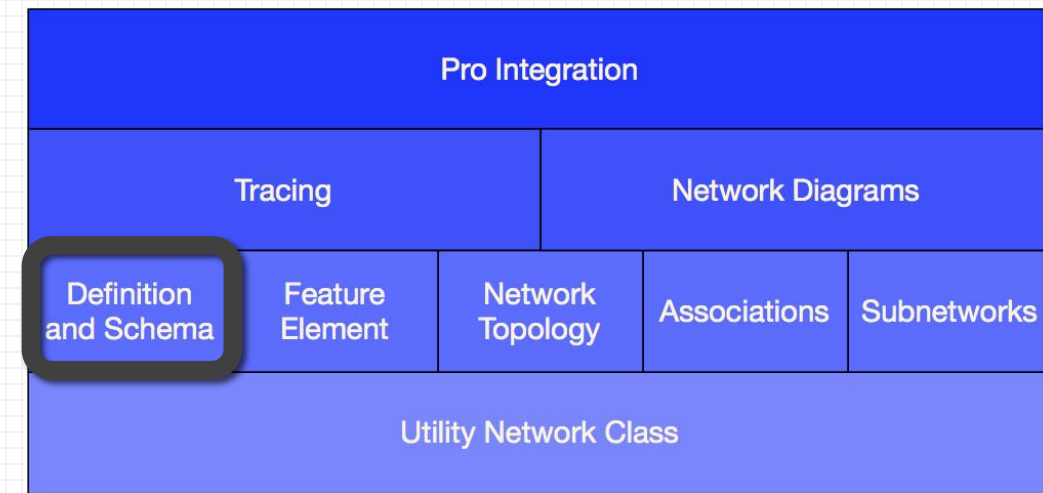 Pro Integration
Tracing
Network Diagrams
Definition
and Schema
Feature
Element
Network
Topology
Associations
Subnetworks
Utility Network Class